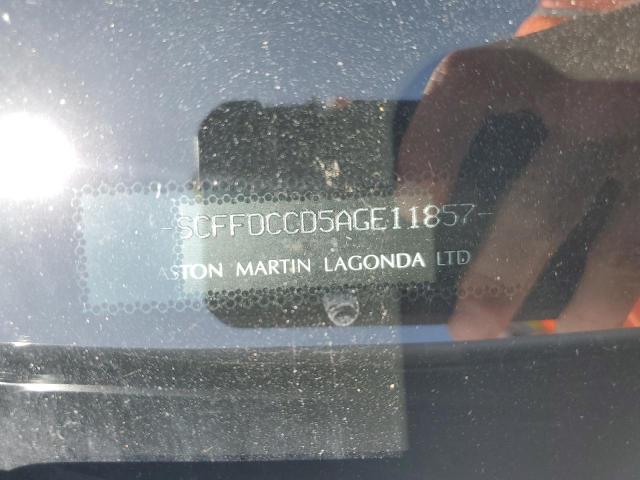 -SCFFDCCD5AGE11857-
ASTON MARTIN LAGONDA LTD